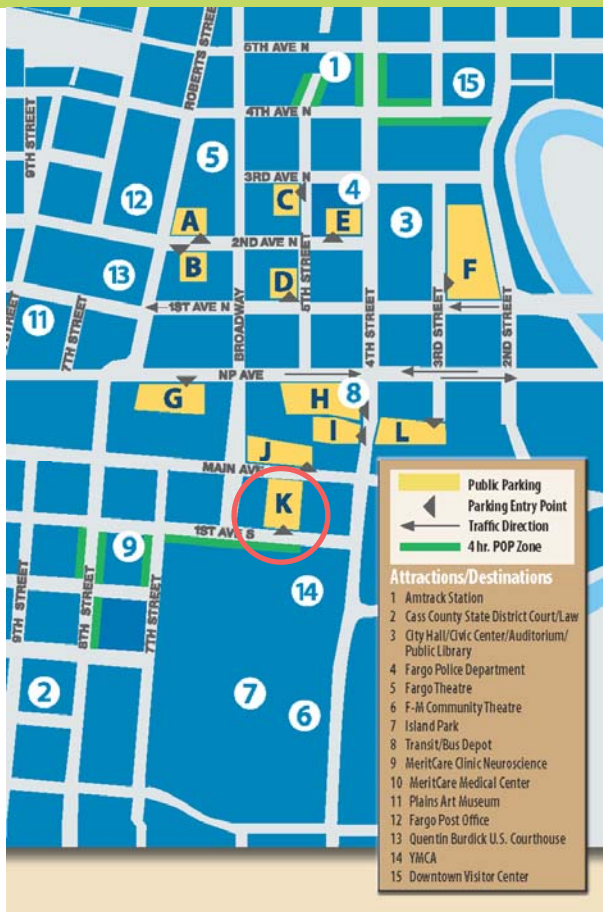 5TH AVE N
1
15
ROBERTS STREET
4TH AVE N
9TH STREET
5
3RD AVE N
C
4
12
A
E
3
2ND AVE N
B
13
D
F
5TH STREET
1ST AVE N
11
7TH STREET
BROADWAY
4TH STREET
3RD STREET
2ND STREET
NP AVE
G
H
8
I
L
J
MAIN AVE
K
1ST AVE S
9
14
9TH STREET
8TH STREET
7TH STREET
2
7
6
Public Parking
Parking Entry Point
Traffic Direction
4 hr. POP Zone
Attractions/Destinations
1 Amtrack Station
2 Cass County State District Court/Law
3 City Hall/Civic Center/Auditorium/
Public Library
4 Fargo Police Department
5 Fargo Theatre
6 F-M Community Theatre
7 Island Park
8 Transit/Bus Depot
9 MeritCare Clinic Neuroscience
10 MeritCare Medical Center
11 Plains Art Museum
12 Fargo Post Office
13 Quentin Burdick U.S. Courthouse
14 YMCA
15 Downtown Visitor Center